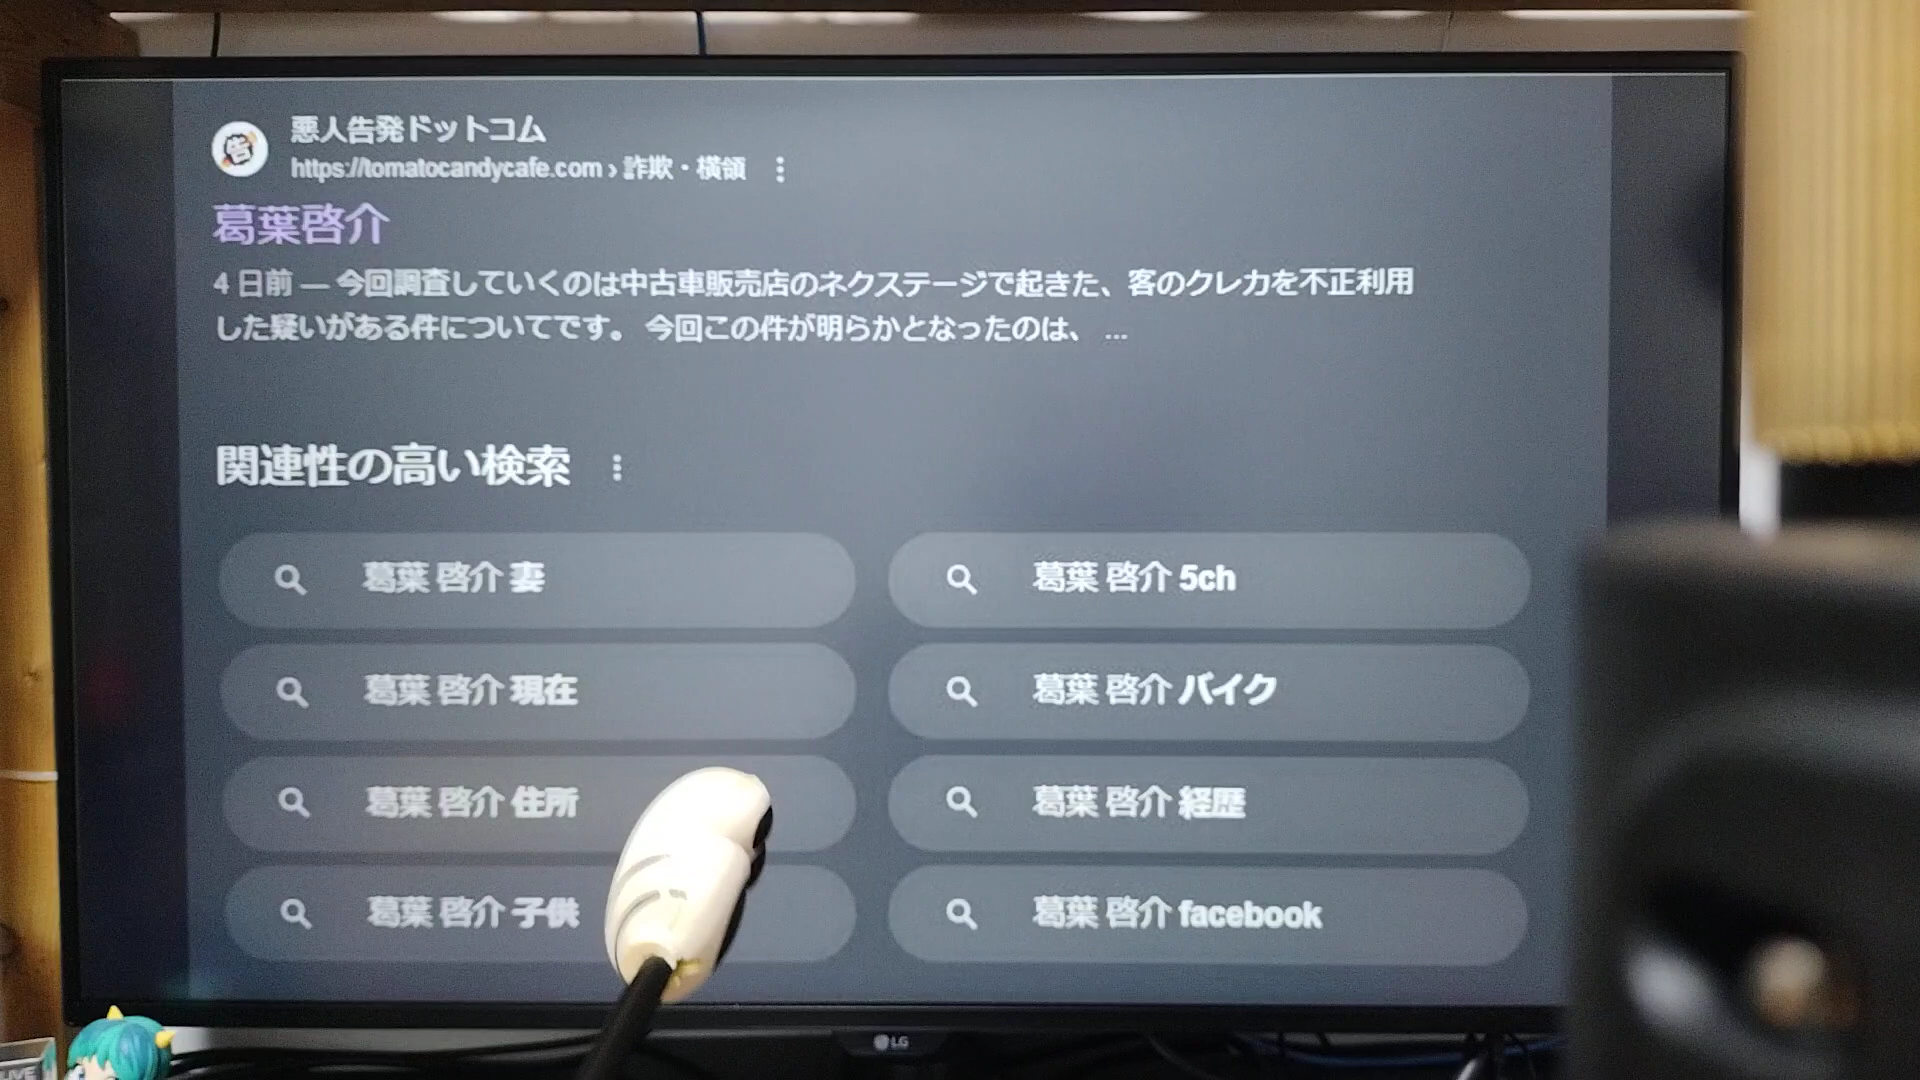 悪人告発ドットコム
https://tomatocandycafe.com › 詐欺・横領
葛葉啓介
4 日前 — 今回調査していくのは中古車販売店のネクステージで起きた、客のクレカを不正利用
した疑いがある件についてです。 今回この件が明らかとなったのは、 ...
関連性の高い検索
葛葉 啓介 妻
葛葉 啓介 5ch
葛葉 啓介 現在
葛葉 啓介 バイク
葛葉 啓介 住所
葛葉 啓介 経歴
葛葉 啓介 子供
葛葉 啓介 facebook
LG
LIVE